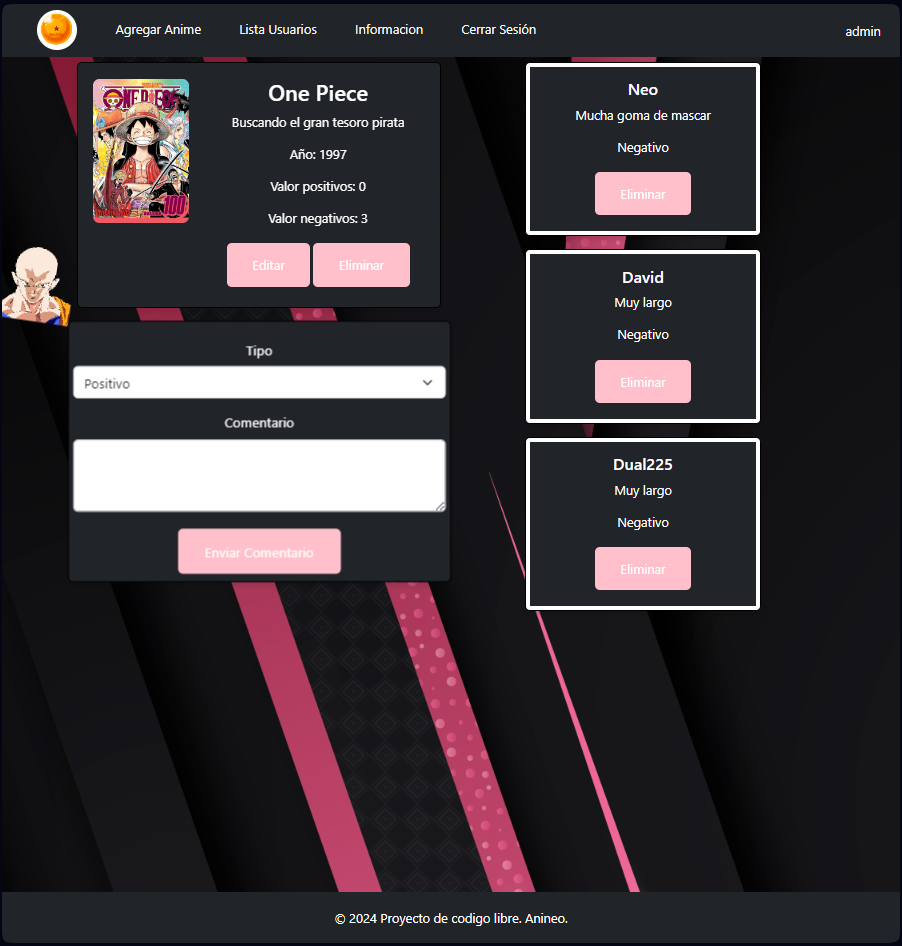 Agregar Anime
Lista Usuarios
Informacion
Cerrar Sesión
admin
ONE PIECE
100
One Piece
Buscando el gran tesoro pirata
Año: 1997
Valor positivos: 0
Valor negativos: 3
Editar
Eliminar
Tipo
Positivo
Comentario
Enviar Comentario
Neo
Mucha goma de mascar
Negativo
Eliminar
David
Muy largo
Negativo
Eliminar
Dual225
Muy largo
Negativo
Eliminar
© 2024 Proyecto de codigo libre. Anineo.